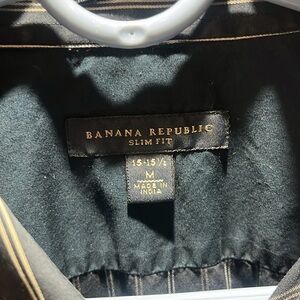 BANANA REPUBLIC
SLIM FIT
15-15½
M
MADE IN
INDIA